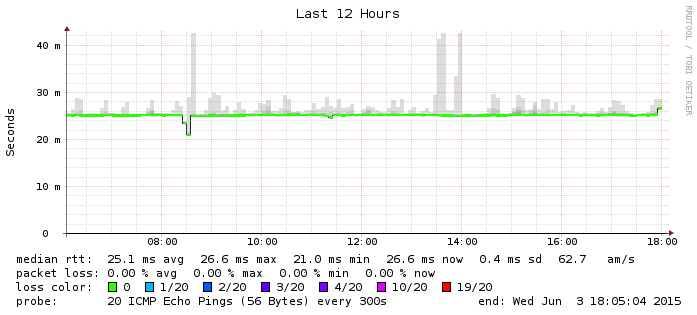 Last 12 Hours
RRDTOOL / TOBI OETIKER
Seconds
40 m
30 m
20 m
10 m
0
08:00 10:00 12:00 14:00 16:00 18:00
median rtt: 25.1 ms avg 26.6 ms max 21.0 ms min 26.6 ms now 0.4 ms sd 62.7 am/s
packet loss: 0.00 % avg 0.00 % max 0.00 % min 0.00 % now
loss color: 0 1/20 2/20 3/20 4/20 10/20 19/20
probe: 20 ICMP Echo Pings (56 Bytes) every 300s end: Wed Jun 3 18:05:04 2015